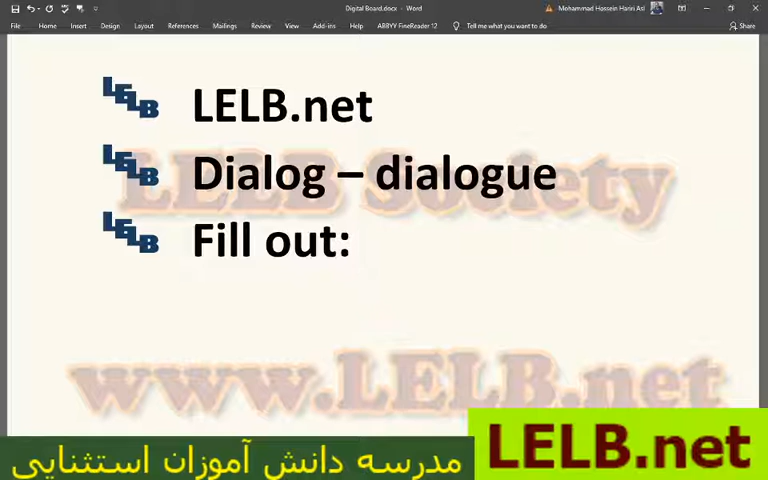 Digital Board.docx - Word
Mohammad Hossein Hariri Asl
File Home Insert Design Layout References Mailings Review View Add-ins Help ABBYY FineReader 12 Tell me what you want to do Share
LELB LELB.net
LELB Dialog – dialogue
LELB Society
LELB Fill out:
www.LELB.net
مدرسه دانش آموزان استثنایی
LELB.net